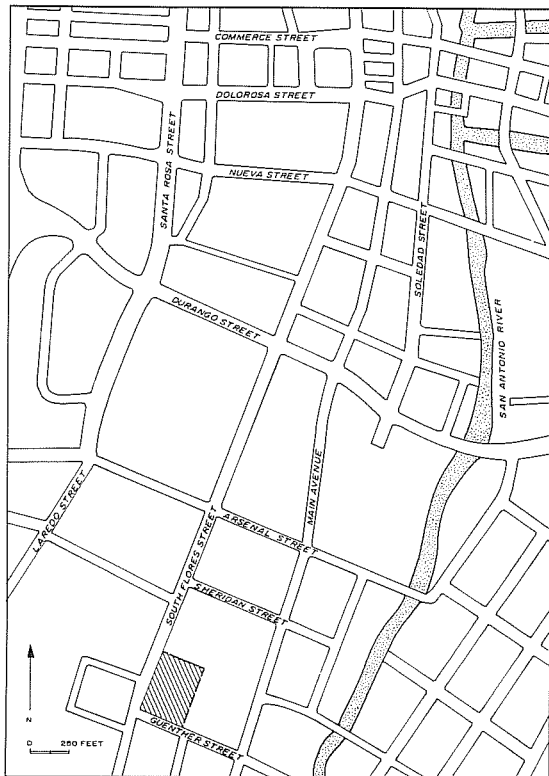 COMMERCE STREET
DOLOROSA STREET
SANTA ROSA STREET
NUEVA STREET
SOLEDAD STREET
DURANGO STREET
SAN ANTONIO RIVER
MAIN AVENUE
LAREDO STREET
SOUTH FLORES STREET
ARSENAL STREET
SHERIDAN STREET
GUENTHER STREET
N
0 250 FEET